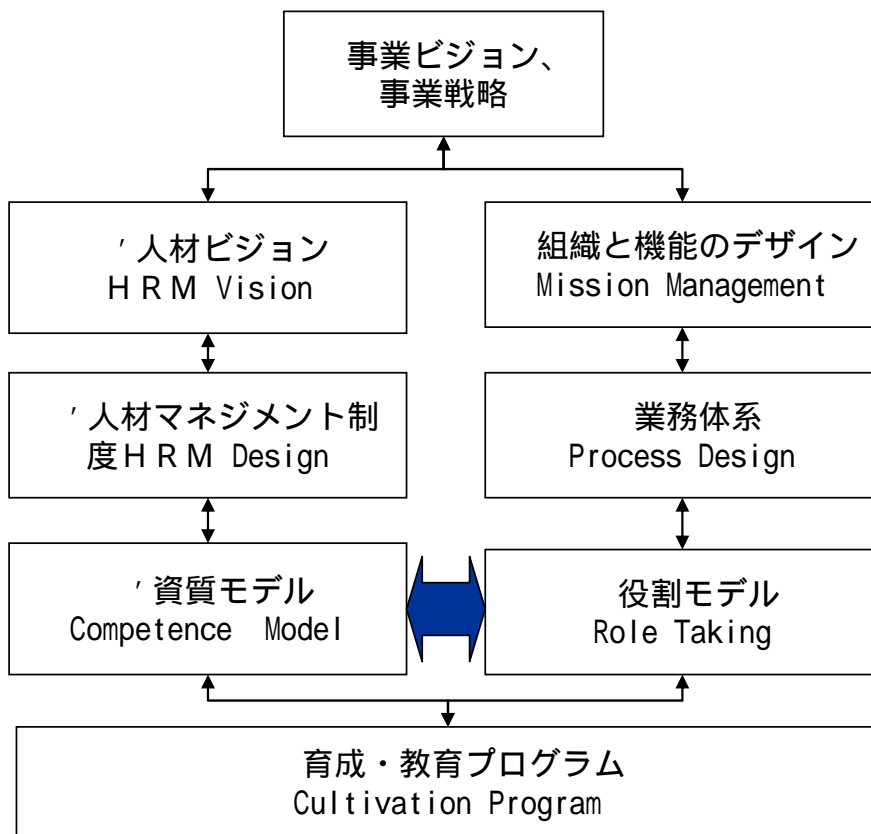 事業ビジョン、
事業戦略
′人材ビジョン
ＨＲＭ Vision
組織と機能のデザイン
Mission Management
′人材マネジメント制
度ＨＲＭ Design
業務体系
Process Design
′資質モデル
Competence Model
役割モデル
Role Taking
育成・教育プログラム
Cultivation Program